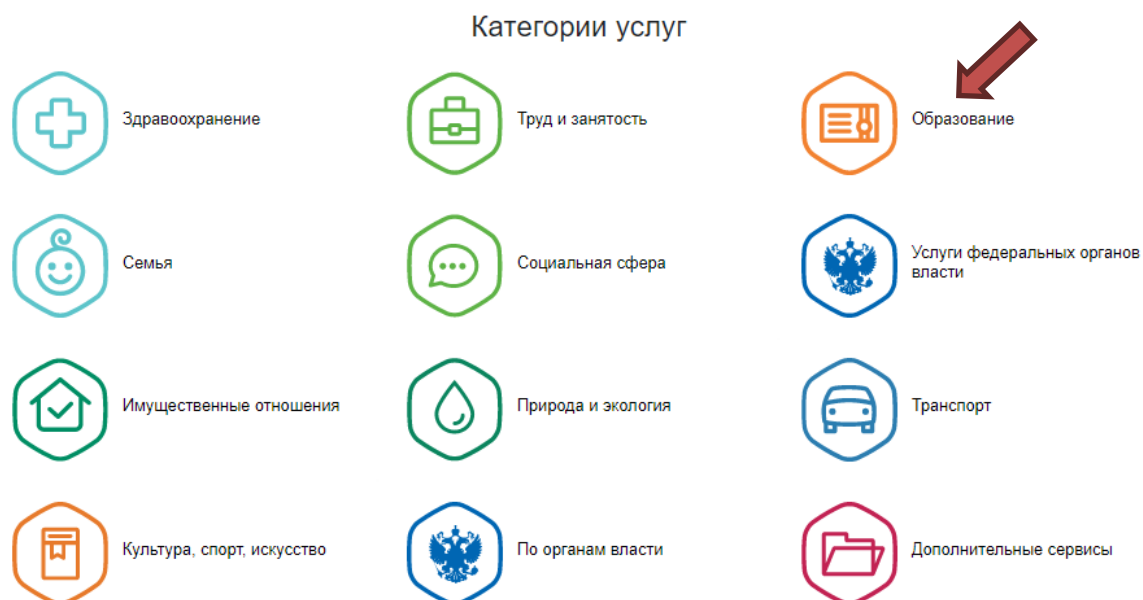 Категории услуг
Здравоохранение
Труд и занятость
Образование
Семья
Социальная сфера
Услуги федеральных органов
власти
Имущественные отношения
Природа и экология
Транспорт
Культура, спорт, искусство
По органам власти
Дополнительные сервисы